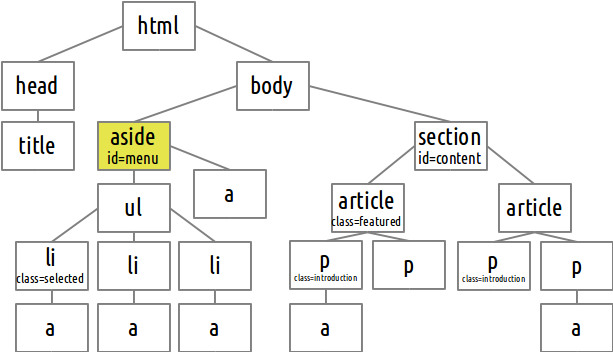 html
head
body
title
aside
id=menu
section
id=content
ul
a
article
class=featured
article
li
class=selected
li
li
p
class=introduction
p
p
class=introduction
p
a
a
a
a
a